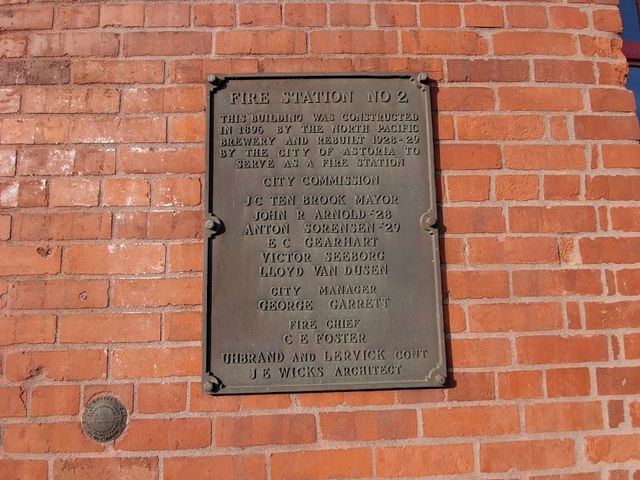 FIRE STATION NO 2
THIS BUILDING WAS CONSTRUCTED
IN 1896 BY THE NORTH PACIFIC
BREWERY AND REBUILT 1928-29
BY THE CITY OF ASTORIA TO
SERVE AS A FIRE STATION
CITY COMMISSION
J C TEN BROOK MAYOR
JOHN R ARNOLD-28
ANTON SORENSEN-29
E C GEARHART
VICTOR SEEBORG
LLOYD VAN DUSEN
CITY MANAGER
GEORGE GARRETT
FIRE CHIEF
C E FOSTER
UHBRAND AND LERVICK CONT
J E WICKS ARCHITECT